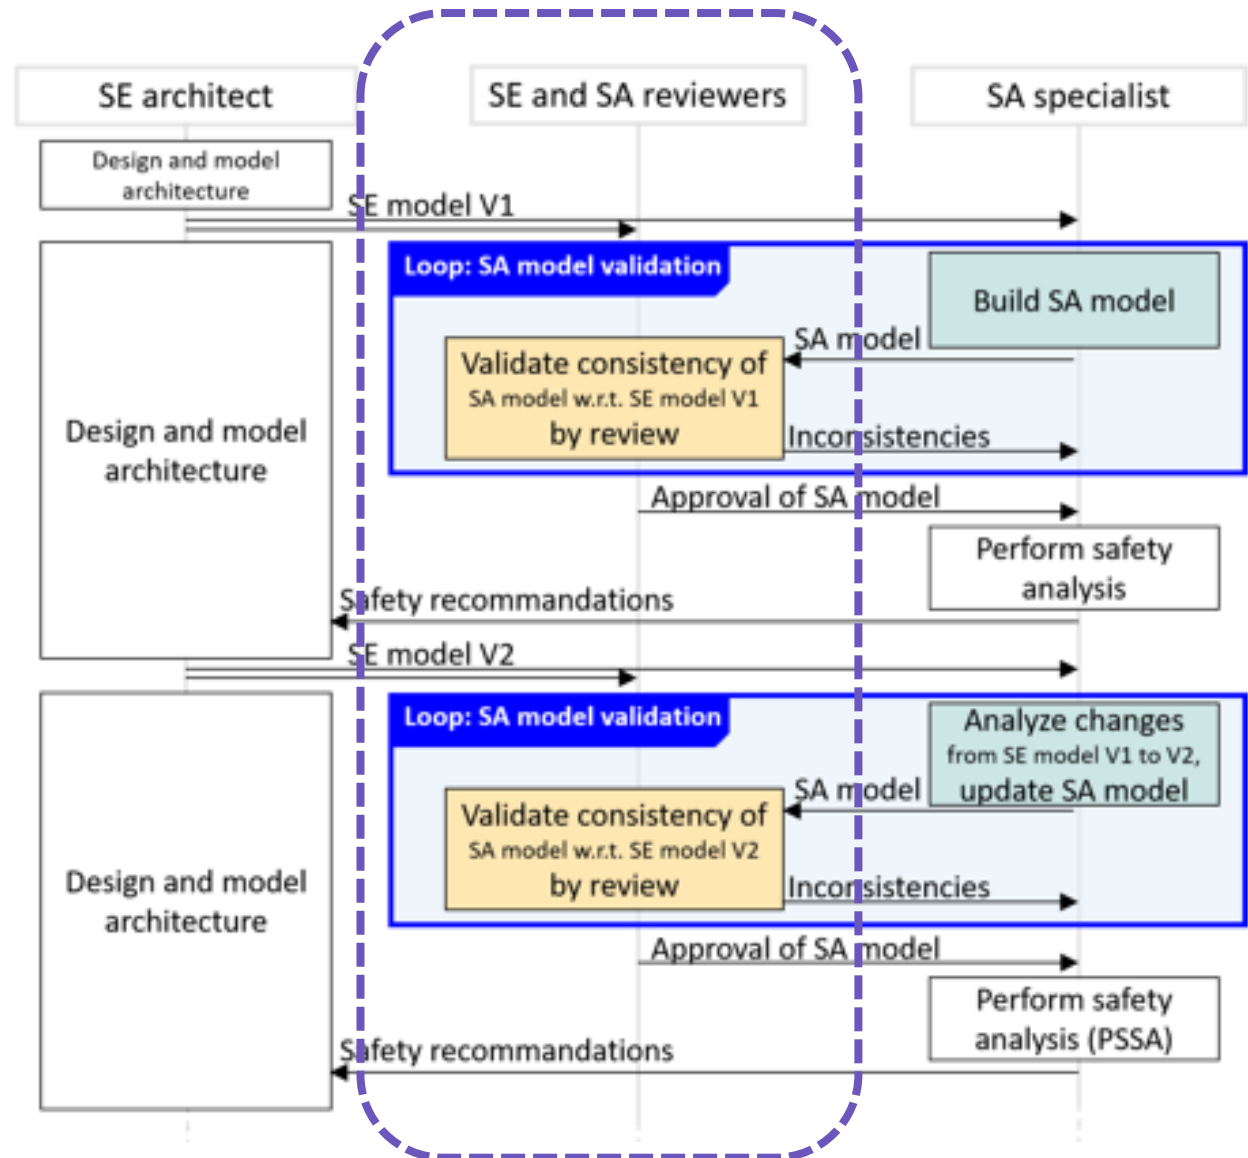 SE architect
SE and SA reviewers
SA specialist
Design and model
architecture
SE model V1
Loop: SA model validation
Build SA model
SA model
Validate consistency of
SA model w.r.t. SE model V1
by review
Inconsistencies
Design and model
architecture
Approval of SA model
Perform safety
analysis
Safety recommandations
SE model V2
Loop: SA model validation
Analyze changes
from SE model V1 to V2,
update SA model
SA model
Validate consistency of
SA model w.r.t. SE model V2
by review
Inconsistencies
Design and model
architecture
Approval of SA model
Perform safety
analysis (PSSA)
Safety recommandations